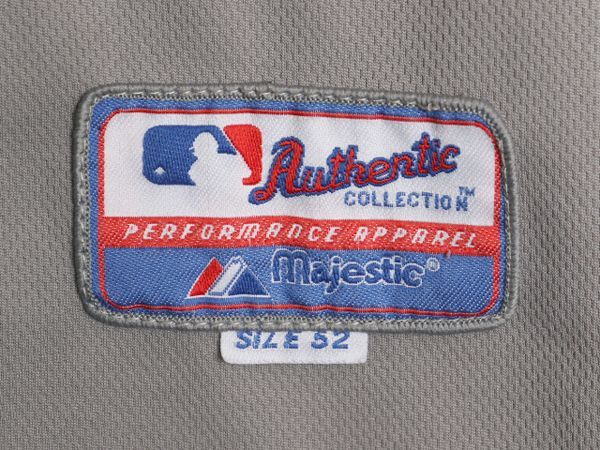 Authentic
COLLECTION™
PERFORMANCE APPAREL
Majestic®
SIZE 52